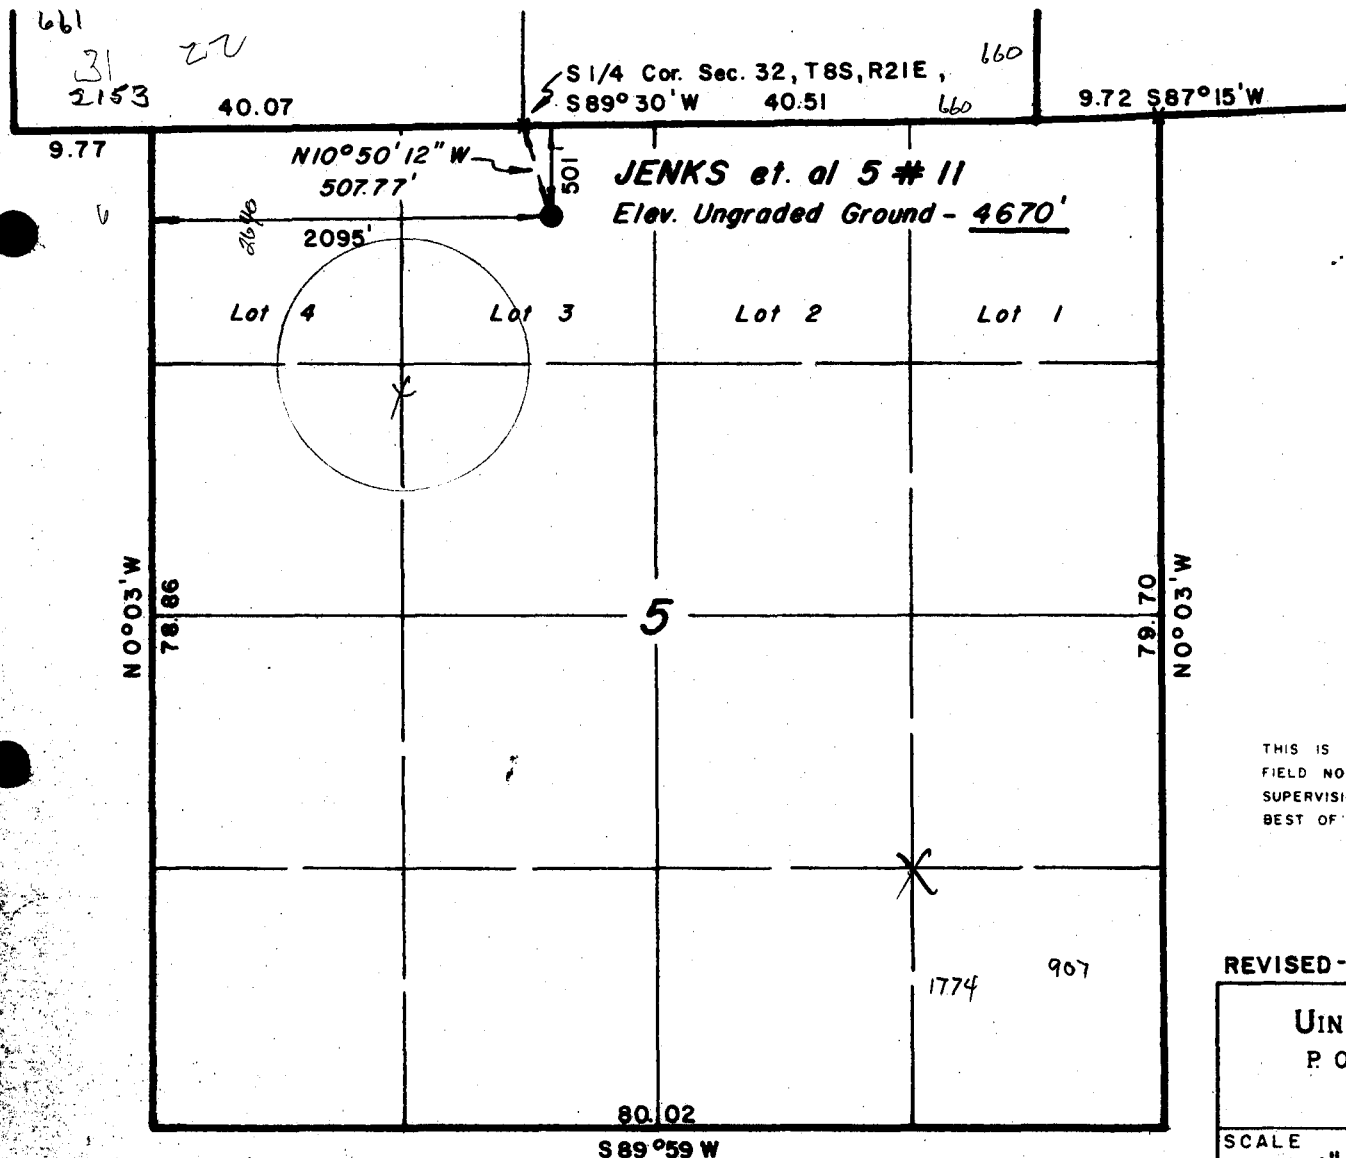 661
31 22
2153
40.07
S 1/4 Cor. Sec. 32, T8S, R21E,
S89°30'W 40.51
660
660
9.72 S87°15'W
9.77
N10°50'12"W
507.77'
501'
JENKS et. al 5 # 11
Elev. Ungraded Ground - 4670'
2640
2095'
Lot 4 Lot 3 Lot 2 Lot 1
N0°03'W
78.86
5
79.70
N0°03'W
THIS IS
FIELD NO
SUPERVISI
BEST OF
907
1774
REVISED-
UIN
P. O
80.02
S89°59 W
SCALE